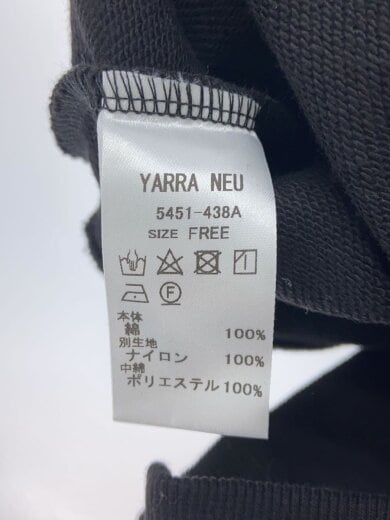 YARRA NEU
5451-438A
SIZE FREE
本体
綿 100%
別生地
ナイロン 100%
中綿
ポリエステル100%